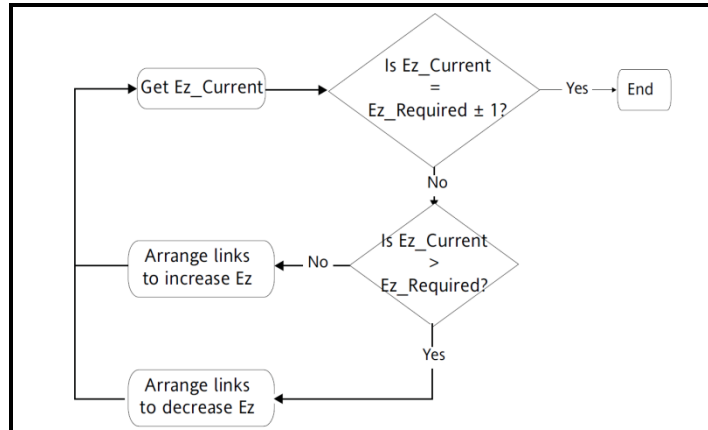 Get Ez_Current
Is Ez_Current
=
Ez_Required ± 1?
Yes
End
No
Is Ez_Current
>
Ez_Required?
No
Arrange links
to increase Ez
Yes
Arrange links
to decrease Ez